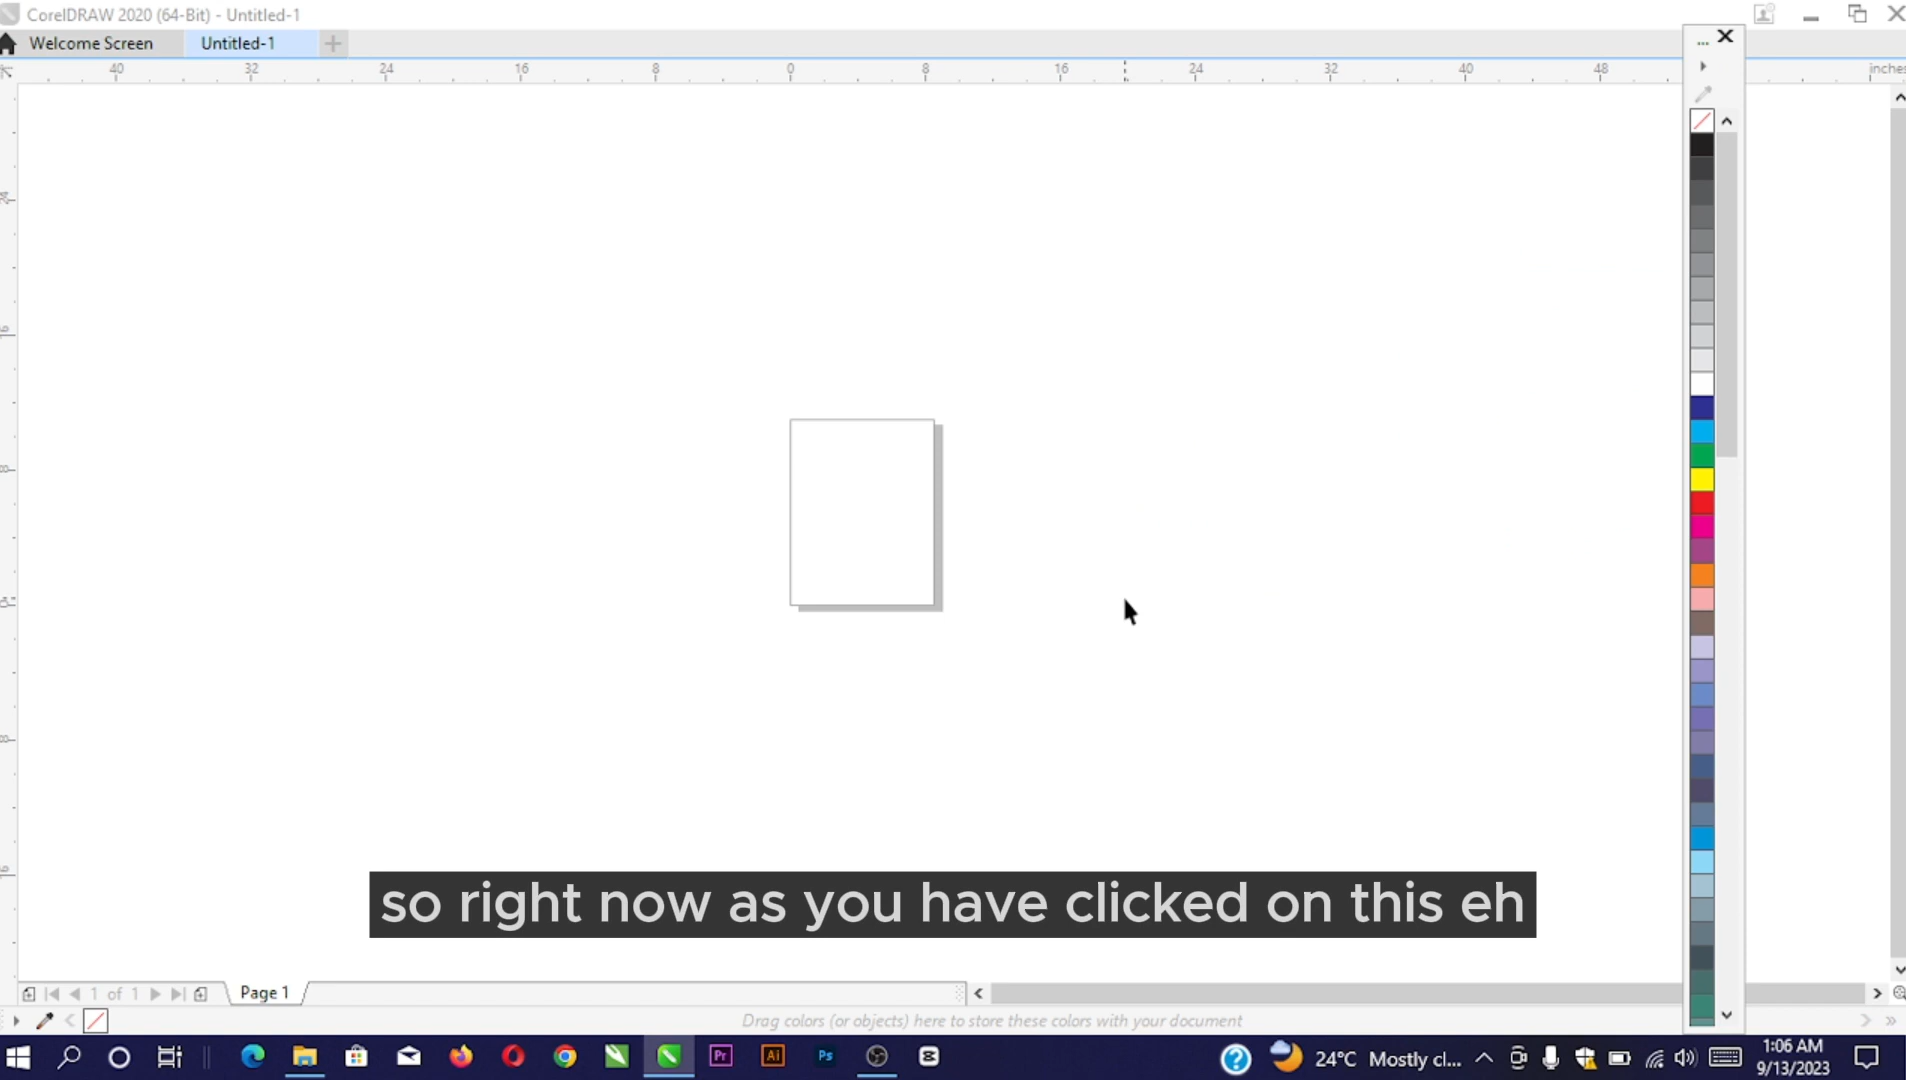 CorelDRAW 2020 (64-Bit) - Untitled-1
Welcome Screen
Untitled-1
40 32 24 16 8 0 8 16 24 32 40 48 inches
so right now as you have clicked on this eh
1 of 1
Page 1
Drag colors (or objects) here to store these colors with your document
Pr
Ai
Ps
24°C Mostly cl...
1:06 AM
9/13/2023